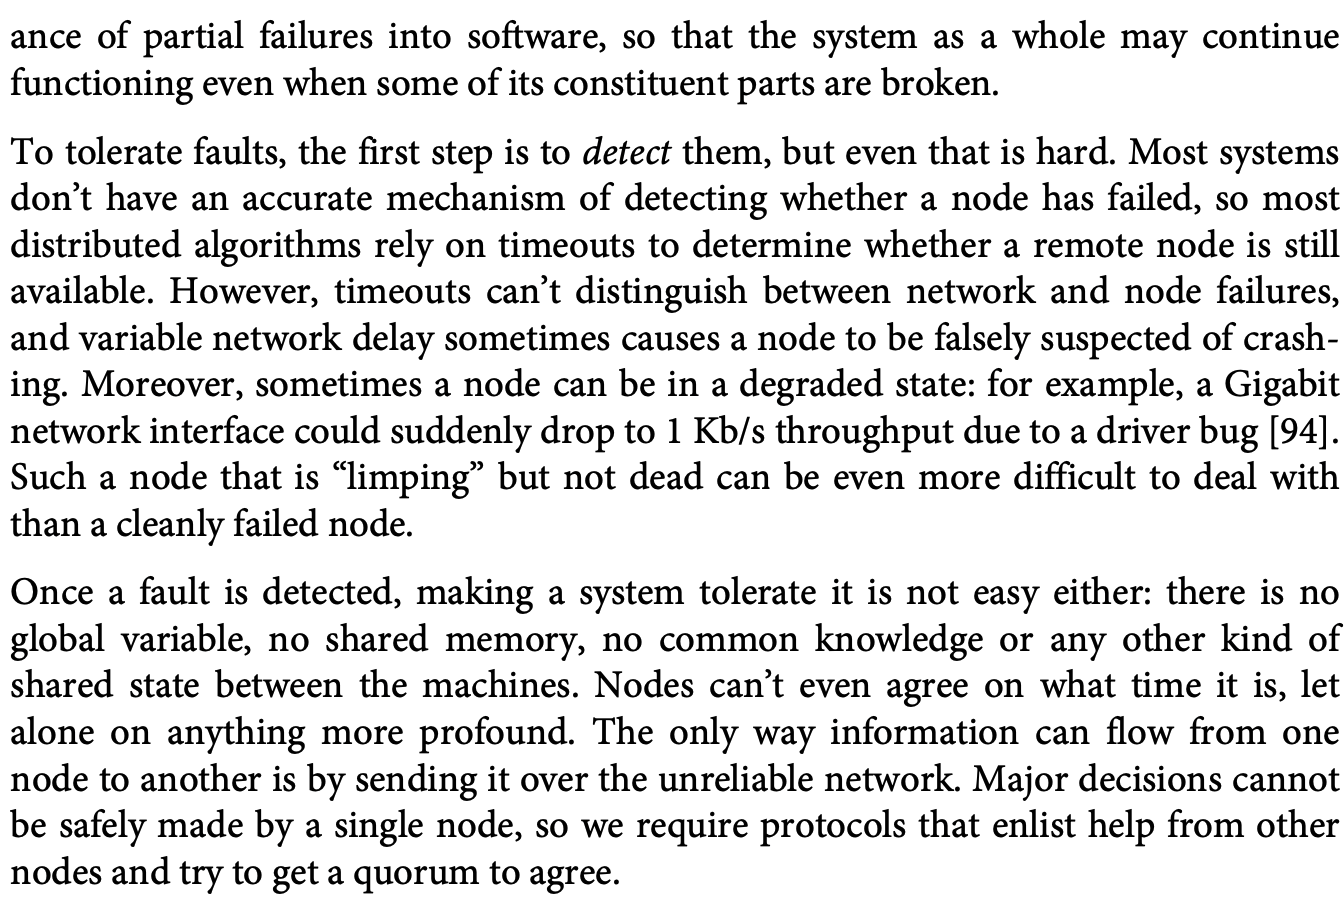 ance of partial failures into software, so that the system as a whole may continue
functioning even when some of its constituent parts are broken.
To tolerate faults, the first step is to detect them, but even that is hard. Most systems
don’t have an accurate mechanism of detecting whether a node has failed, so most
distributed algorithms rely on timeouts to determine whether a remote node is still
available. However, timeouts can’t distinguish between network and node failures,
and variable network delay sometimes causes a node to be falsely suspected of crash-
ing. Moreover, sometimes a node can be in a degraded state: for example, a Gigabit
network interface could suddenly drop to 1 Kb/s throughput due to a driver bug [94].
Such a node that is “limping” but not dead can be even more difficult to deal with
than a cleanly failed node.
Once a fault is detected, making a system tolerate it is not easy either: there is no
global variable, no shared memory, no common knowledge or any other kind of
shared state between the machines. Nodes can’t even agree on what time it is, let
alone on anything more profound. The only way information can flow from one
node to another is by sending it over the unreliable network. Major decisions cannot
be safely made by a single node, so we require protocols that enlist help from other
nodes and try to get a quorum to agree.